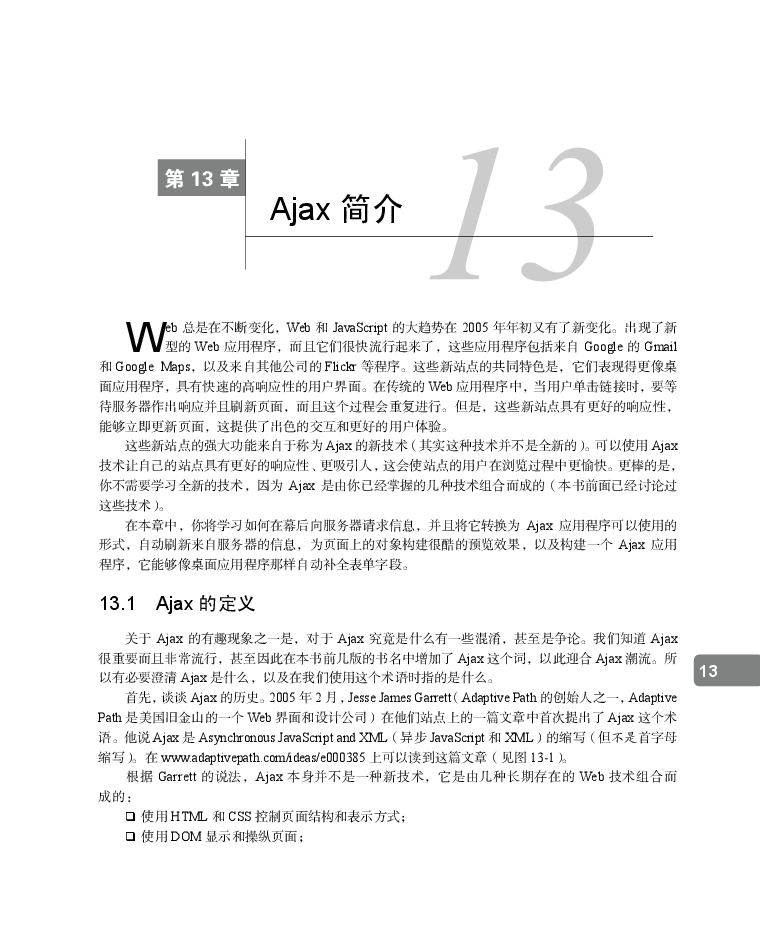 第 13 章
13
Ajax 简介
Web 总是在不断变化，Web 和 JavaScript 的大趋势在 2005 年年初又有了新变化。出现了新
型的 Web 应用程序，而且它们很快流行起来了，这些应用程序包括来自 Google 的 Gmail
和 Google Maps，以及来自其他公司的 Flickr 等程序。这些新站点的共同特色是，它们表现得更像桌
面应用程序，具有快速的高响应性的用户界面。在传统的 Web 应用程序中，当用户单击链接时，要等
待服务器作出响应并且刷新页面，而且这个过程会重复进行。但是，这些新站点具有更好的响应性，
能够立即更新页面，这提供了出色的交互和更好的用户体验。
这些新站点的强大功能来自于称为 Ajax 的新技术（其实这种技术并不是全新的）。可以使用 Ajax
技术让自己的站点具有更好的响应性、更吸引人，这会使站点的用户在浏览过程中更愉快。更棒的是，
你不需要学习全新的技术，因为 Ajax 是由你已经掌握的几种技术组合而成的（本书前面已经讨论过
这些技术）。
在本章中，你将学习如何在幕后向服务器请求信息，并且将它转换为 Ajax 应用程序可以使用的
形式，自动刷新来自服务器的信息，为页面上的对象构建很酷的预览效果，以及构建一个 Ajax 应用
程序，它能够像桌面应用程序那样自动补全表单字段。
13.1 Ajax 的定义
关于 Ajax 的有趣现象之一是，对于 Ajax 究竟是什么有一些混淆，甚至是争论。我们知道 Ajax
很重要而且非常流行，甚至因此在本书前几版的书名中增加了 Ajax 这个词，以此迎合 Ajax 潮流。所
以有必要澄清 Ajax 是什么，以及在我们使用这个术语时指的是什么。
13
首先，谈谈 Ajax 的历史。2005 年 2 月，Jesse James Garrett（Adaptive Path 的创始人之一，Adaptive
Path 是美国旧金山的一个 Web 界面和设计公司）在他们站点上的一篇文章中首次提出了 Ajax 这个术
语。他说 Ajax 是 Asynchronous JavaScript and XML（异步 JavaScript 和 XML）的缩写（但不是首字母
缩写）。在 www.adaptivepath.com/ideas/e000385 上可以读到这篇文章（见图 13-1）。
根据 Garrett 的说法，Ajax 本身并不是一种新技术，它是由几种长期存在的 Web 技术组合而
成的：
❑ 使用 HTML 和 CSS 控制页面结构和表示方式；
❑ 使用 DOM 显示和操纵页面；